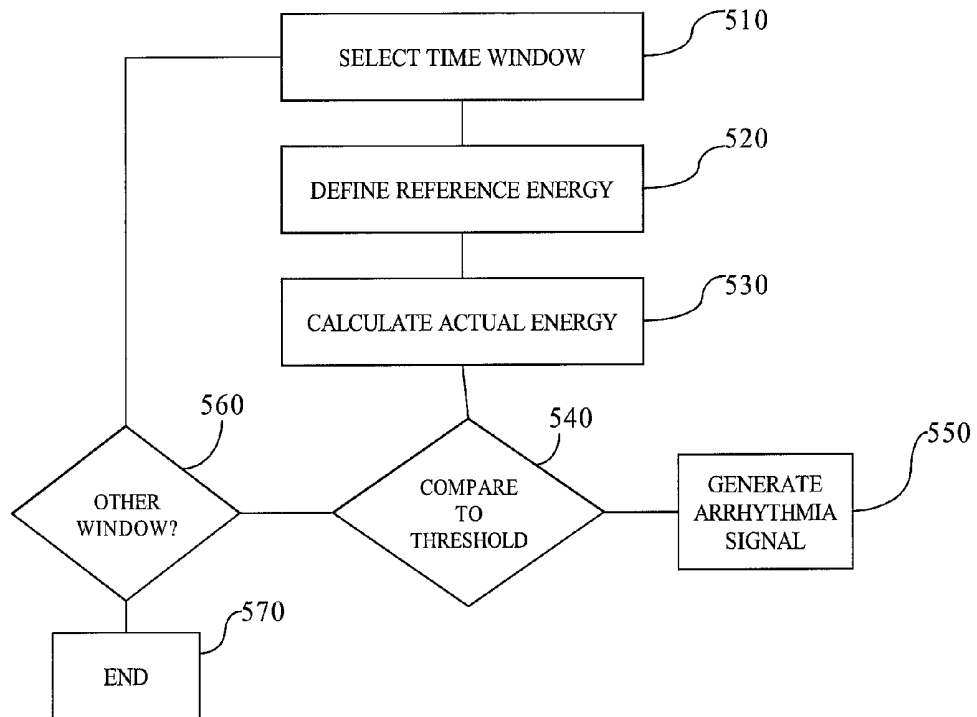 510
SELECT TIME WINDOW
520
DEFINE REFERENCE ENERGY
530
CALCULATE ACTUAL ENERGY
540
COMPARE
TO
THRESHOLD
550
GENERATE
ARRHYTHMIA
SIGNAL
560
OTHER
WINDOW?
570
END